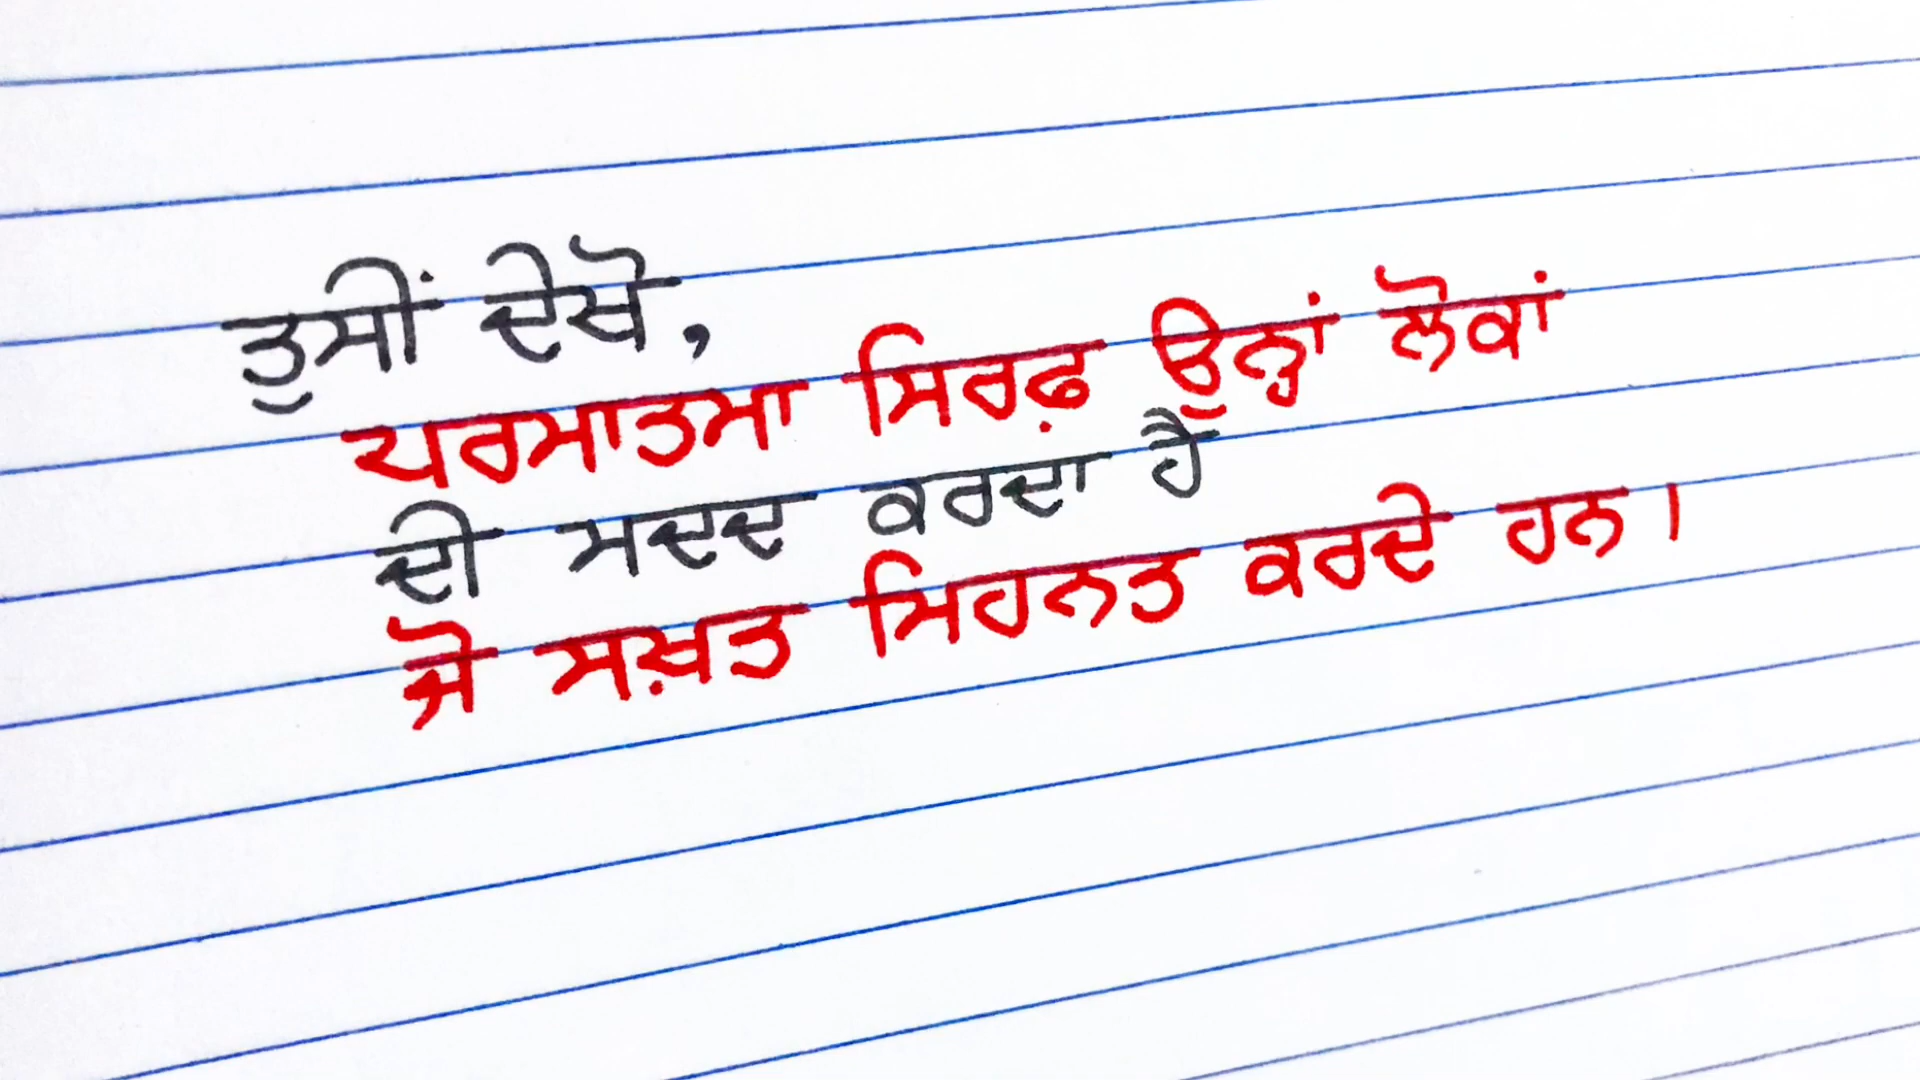 ਤੁਸੀਂ ਦੇਖੋ,
ਪਰਮਾਤਮਾ ਸਿਰਫ਼ ਉਨ੍ਹਾਂ ਲੋਕਾਂ
ਦੀ ਮਦਦ ਕਰਦਾ ਹੈ
ਜੋ ਸਖ਼ਤ ਮਿਹਨਤ ਕਰਦੇ ਹਨ।